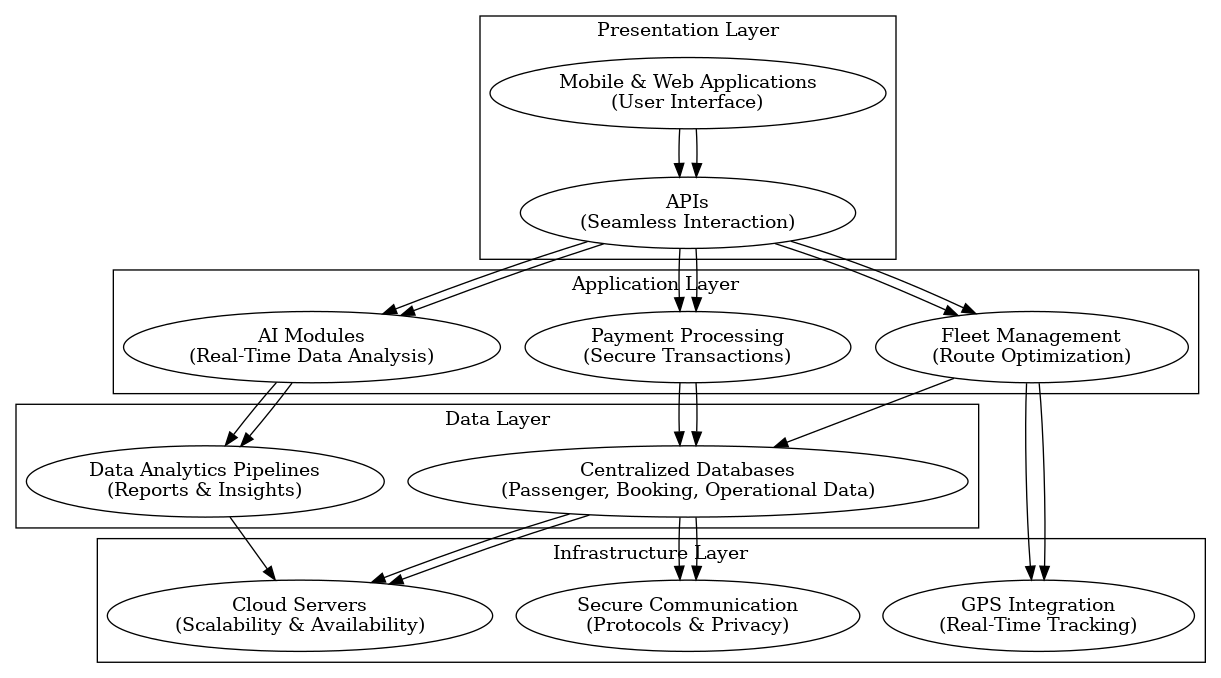 Presentation Layer
Mobile & Web Applications
(User Interface)
APIs
(Seamless Interaction)
Application Layer
AI Modules
(Real-Time Data Analysis)
Payment Processing
(Secure Transactions)
Fleet Management
(Route Optimization)
Data Layer
Data Analytics Pipelines
(Reports & Insights)
Centralized Databases
(Passenger, Booking, Operational Data)
Infrastructure Layer
Cloud Servers
(Scalability & Availability)
Secure Communication
(Protocols & Privacy)
GPS Integration
(Real-Time Tracking)